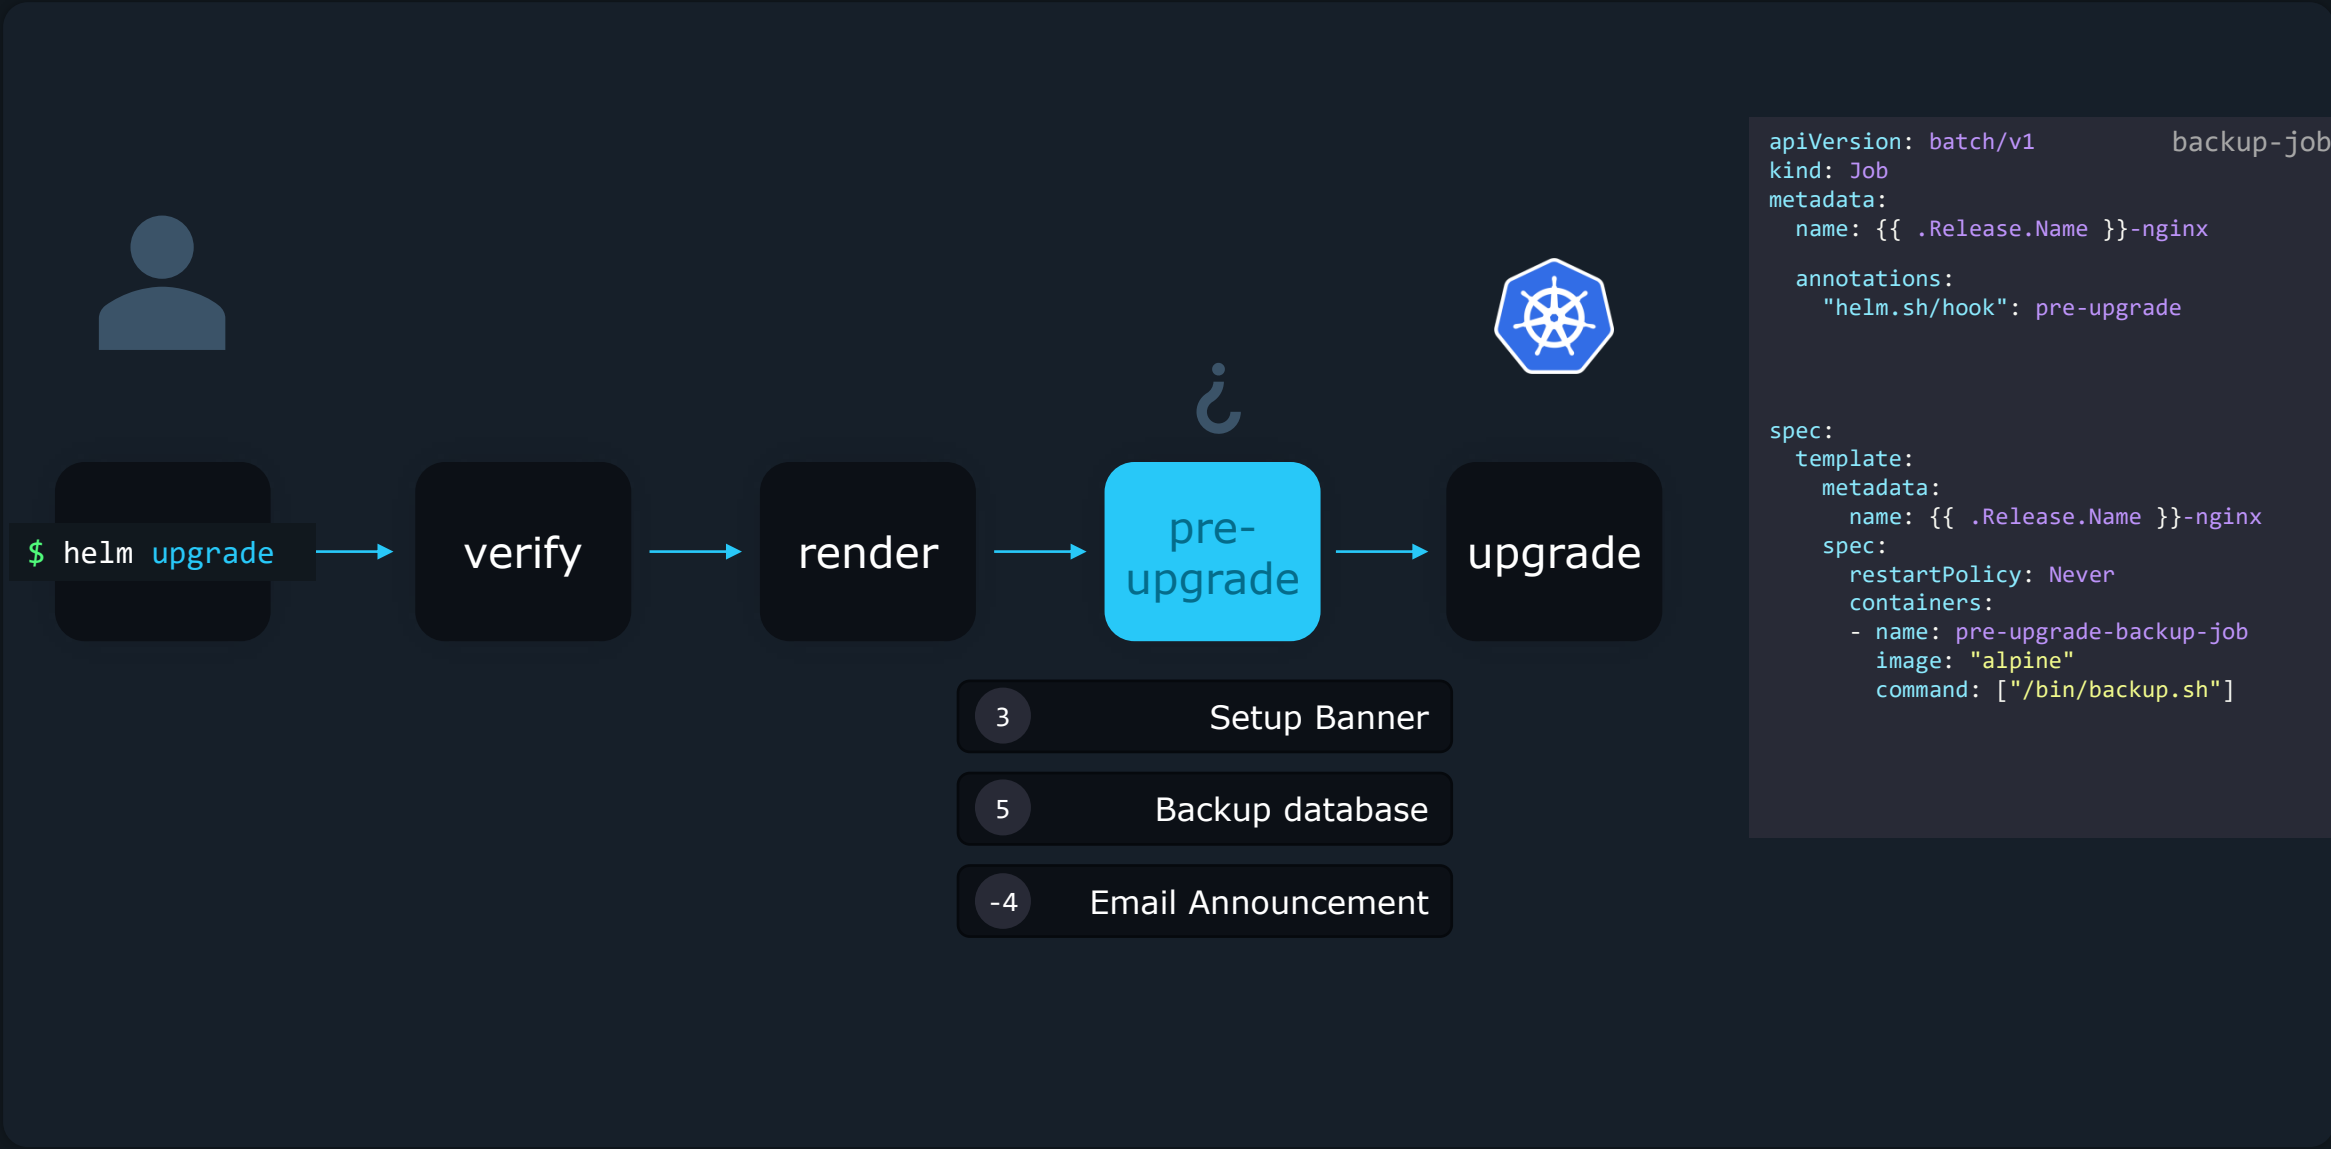 $ helm upgrade
verify
render
pre-
upgrade
upgrade
3 Setup Banner
5 Backup database
-4 Email Announcement
backup-job
apiVersion: batch/v1
kind: Job
metadata:
  name: {{ .Release.Name }}-nginx
  annotations:
    "helm.sh/hook": pre-upgrade
spec:
  template:
    metadata:
      name: {{ .Release.Name }}-nginx
    spec:
      restartPolicy: Never
      containers:
      - name: pre-upgrade-backup-job
        image: "alpine"
        command: ["/bin/backup.sh"]